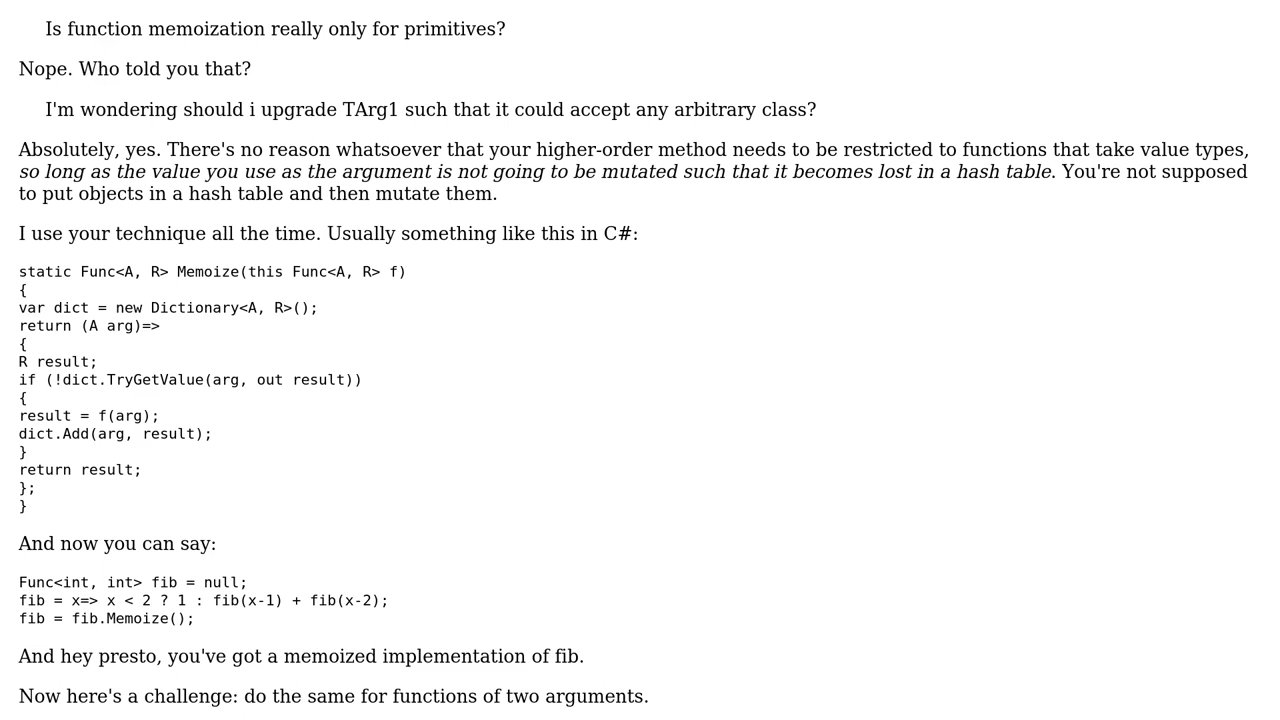 Is function memoization really only for primitives?
Nope. Who told you that?
I'm wondering should i upgrade TArg1 such that it could accept any arbitrary class?
Absolutely, yes. There's no reason whatsoever that your higher-order method needs to be restricted to functions that take value types,
so long as the value you use as the argument is not going to be mutated such that it becomes lost in a hash table. You're not supposed
to put objects in a hash table and then mutate them.
I use your technique all the time. Usually something like this in C#:
static Func<A, R> Memoize(this Func<A, R> f)
{
var dict = new Dictionary<A, R>();
return (A arg)=>
{
R result;
if (!dict.TryGetValue(arg, out result))
{
result = f(arg);
dict.Add(arg, result);
}
return result;
};
}
And now you can say:
Func<int, int> fib = null;
fib = x=> x < 2 ? 1 : fib(x-1) + fib(x-2);
fib = fib.Memoize();
And hey presto, you've got a memoized implementation of fib.
Now here's a challenge: do the same for functions of two arguments.